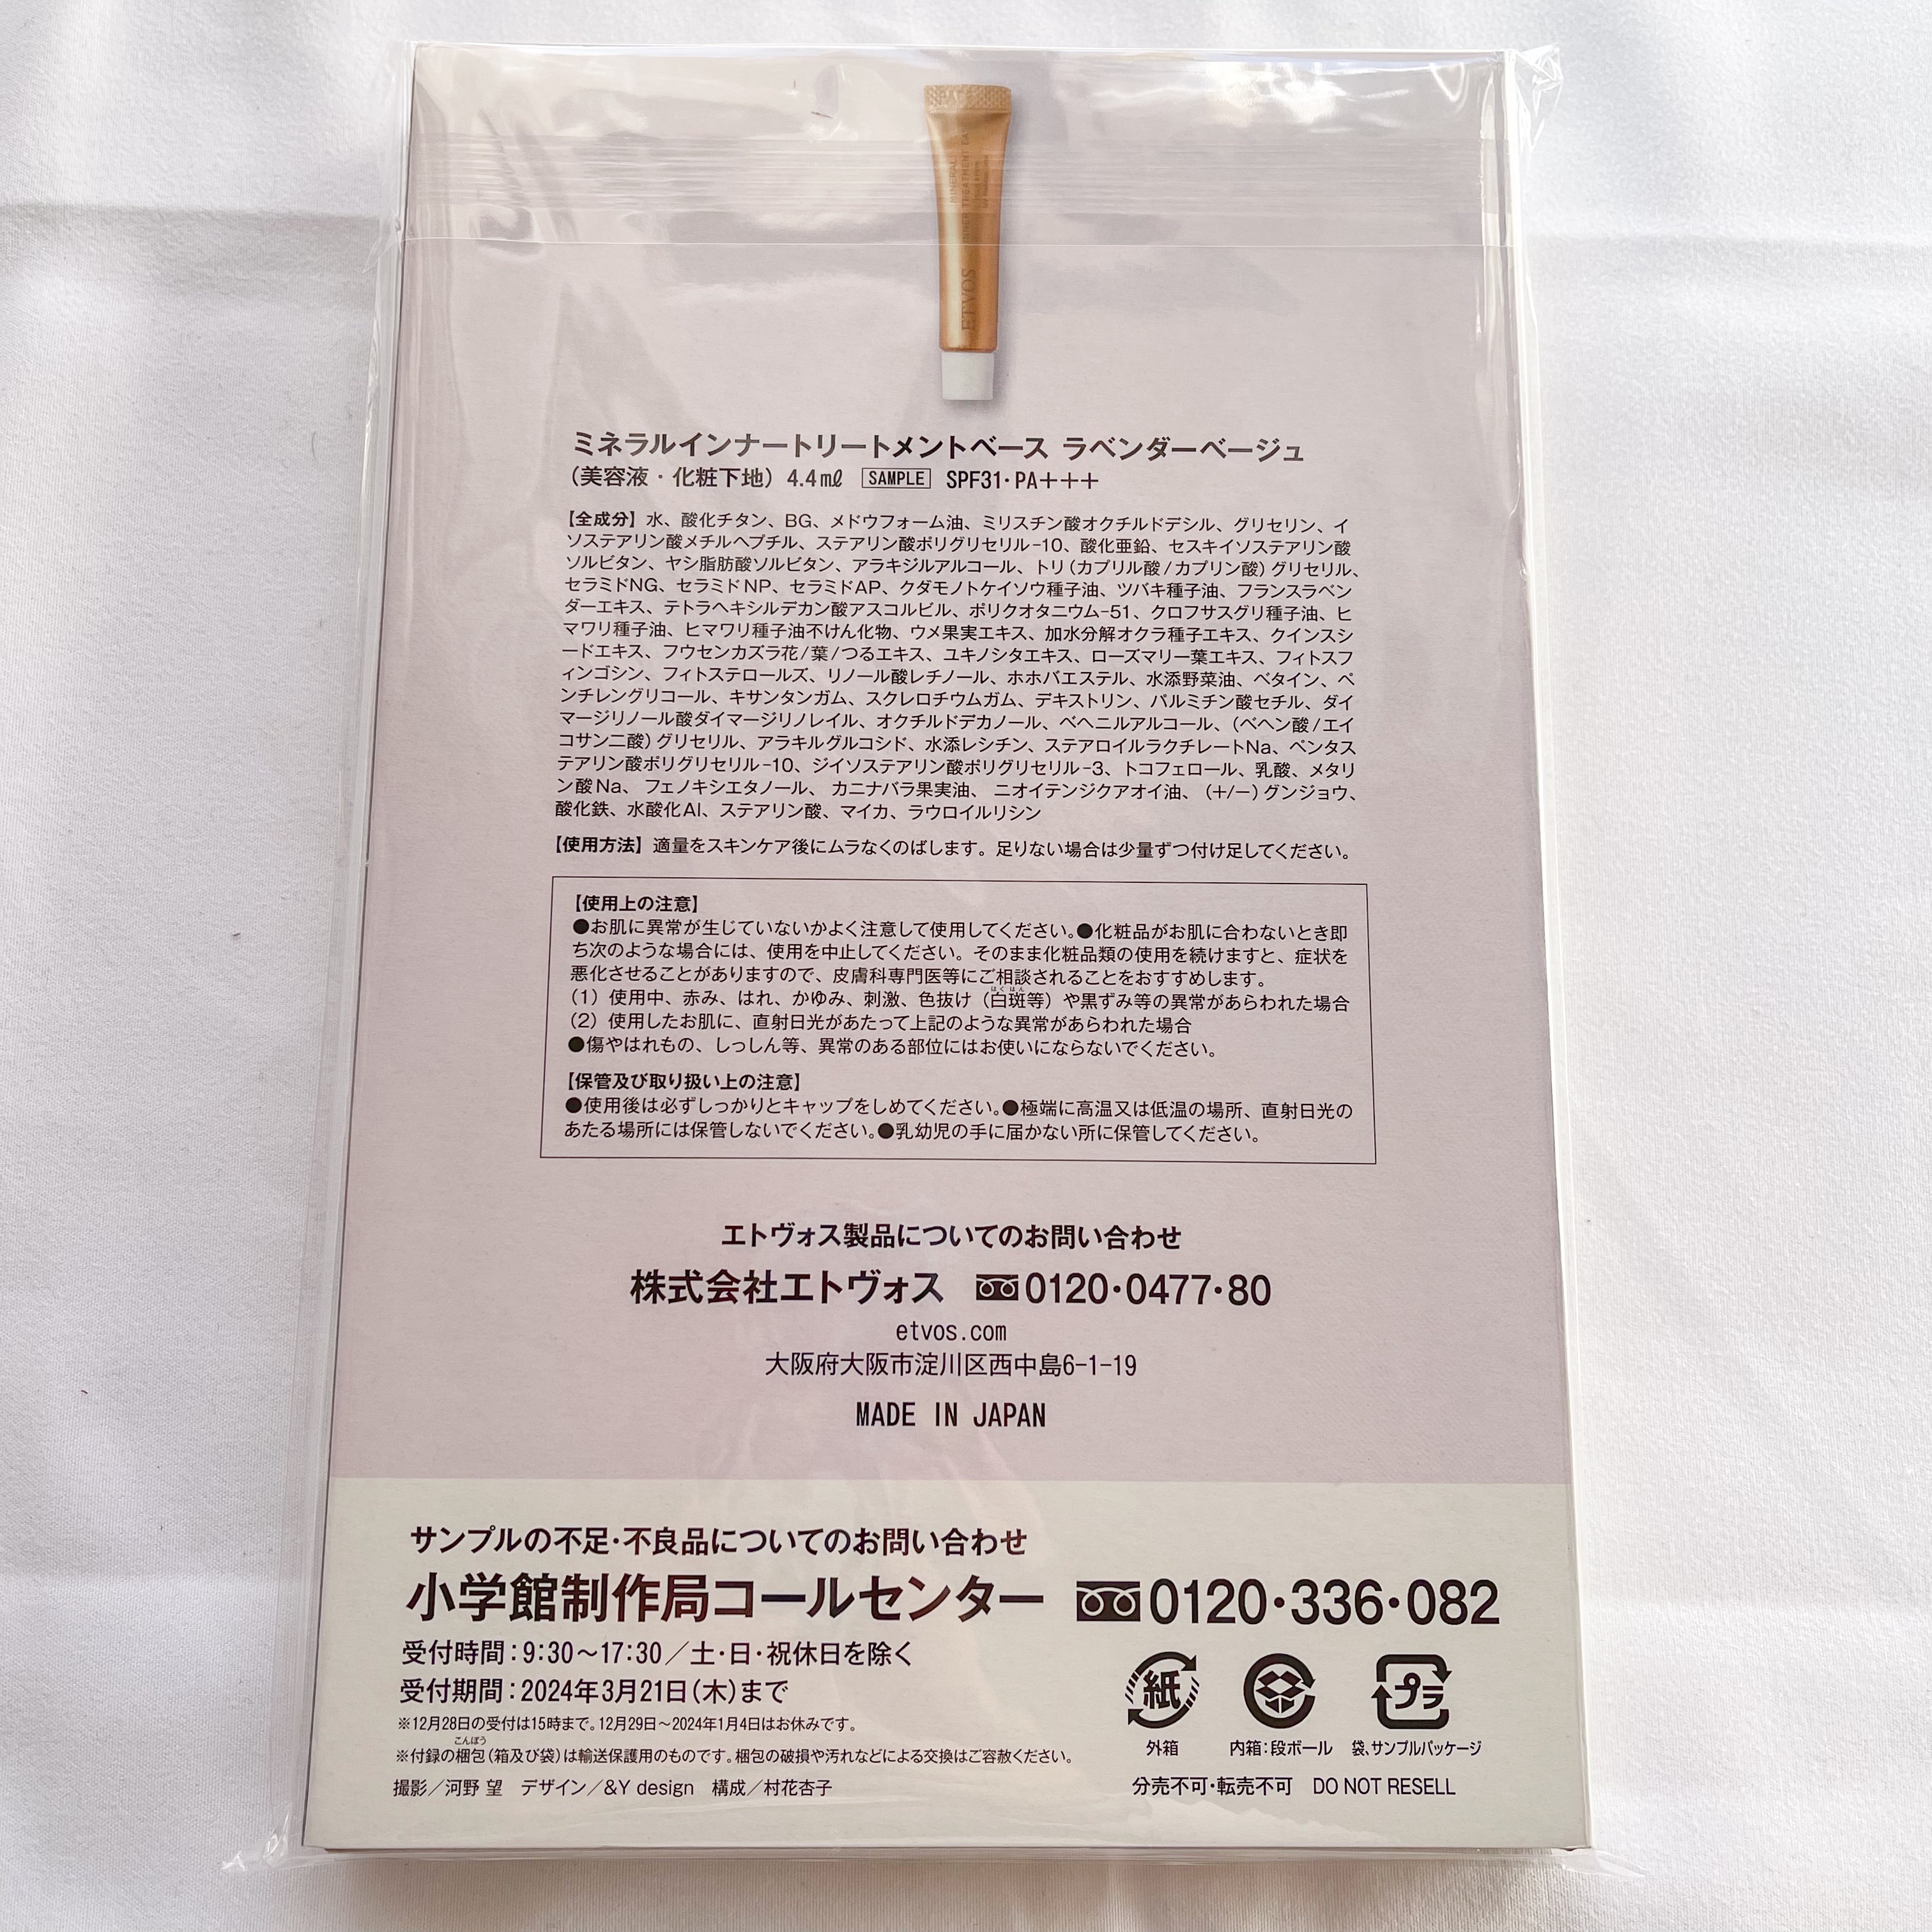 MINERAL
INNER TREATMENT BA
ETVOS
ミネラルインナートリートメントベース ラベンダーベージュ
(美容液・化粧下地) 4.4mℓ SAMPLE SPF31・PA+++
【全成分】水、酸化チタン、BG、メドウフォーム油、ミリスチン酸オクチルドデシル、グリセリン、イ
ソステアリン酸メチルヘプチル、ステアリン酸ポリグリセリル-10、酸化亜鉛、セスキイソステアリン酸
ソルビタン、ヤシ脂肪酸ソルビタン、アラキジルアルコール、トリ(カプリル酸/カプリン酸)グリセリル、
セラミドNG、セラミドNP、セラミドAP、クダモノトケイソウ種子油、ツバキ種子油、フランスラベン
ダーエキス、テトラヘキシルデカン酸アスコルビル、ポリクオタニウム-51、クロフサスグリ種子油、ヒ
マワリ種子油、ヒマワリ種子油不けん化物、ウメ果実エキス、加水分解オクラ種子エキス、クインスシ
ードエキス、フウセンカズラ花/葉/つるエキス、ユキノシタエキス、ローズマリー葉エキス、フィトスフ
ィンゴシン、フィトステロールズ、リノール酸レチノール、ホホバエステル、水添野菜油、ベタイン、ペ
ンチレングリコール、キサンタンガム、スクレロチウムガム、デキストリン、パルミチン酸セチル、ダイ
マージリノール酸ダイマージリノレイル、オクチルドデカノール、ベヘニルアルコール、(ベヘン酸/エイ
コサン二酸)グリセリル、アラキルグルコシド、水添レシチン、ステアロイルラクチレートNa、ペンタス
テアリン酸ポリグリセリル-10、ジイソステアリン酸ポリグリセリル-3、トコフェロール、乳酸、メタリ
ン酸Na、フェノキシエタノール、カニナバラ果実油、ニオイテンジクアオイ油、(+/−)グンジョウ、
酸化鉄、水酸化Al、ステアリン酸、マイカ、ラウロイルリシン
【使用方法】適量をスキンケア後にムラなくのばします。足りない場合は少量ずつ付け足してください。
【使用上の注意】
●お肌に異常が生じていないかよく注意して使用してください。●化粧品がお肌に合わないとき即
ち次のような場合には、使用を中止してください。そのまま化粧品類の使用を続けますと、症状を
悪化させることがありますので、皮膚科専門医等にご相談されることをおすすめします。
はくはん
(1) 使用中、赤み、はれ、かゆみ、刺激、色抜け(白斑等)や黒ずみ等の異常があらわれた場合
(2) 使用したお肌に、直射日光があたって上記のような異常があらわれた場合
●傷やはれもの、しっしん等、異常のある部位にはお使いにならないでください。
【保管及び取り扱い上の注意】
●使用後は必ずしっかりとキャップをしめてください。●極端に高温又は低温の場所、直射日光の
あたる場所には保管しないでください。●乳幼児の手に届かない所に保管してください。
エトヴォス製品についてのお問い合わせ
株式会社エトヴォス 0120・0477・80
etvos.com
大阪府大阪市淀川区西中島6-1-19
MADE IN JAPAN
サンプルの不足・不良品についてのお問い合わせ
小学館制作局コールセンター 0120・336・082
受付時間:9:30〜17:30/土・日・祝休日を除く
受付期間:2024年3月21日(木)まで
※12月28日の受付は15時まで。12月29日〜2024年1月4日はお休みです。
こんぽう
※付録の梱包(箱及び袋)は輸送保護用のものです。梱包の破損や汚れなどによる交換はご容赦ください。
撮影/河野 望 デザイン/&Y design 構成/村花杏子
紙 プラ
外箱 内箱:段ボール 袋、サンプルパッケージ
分売不可・転売不可 DO NOT RESELL